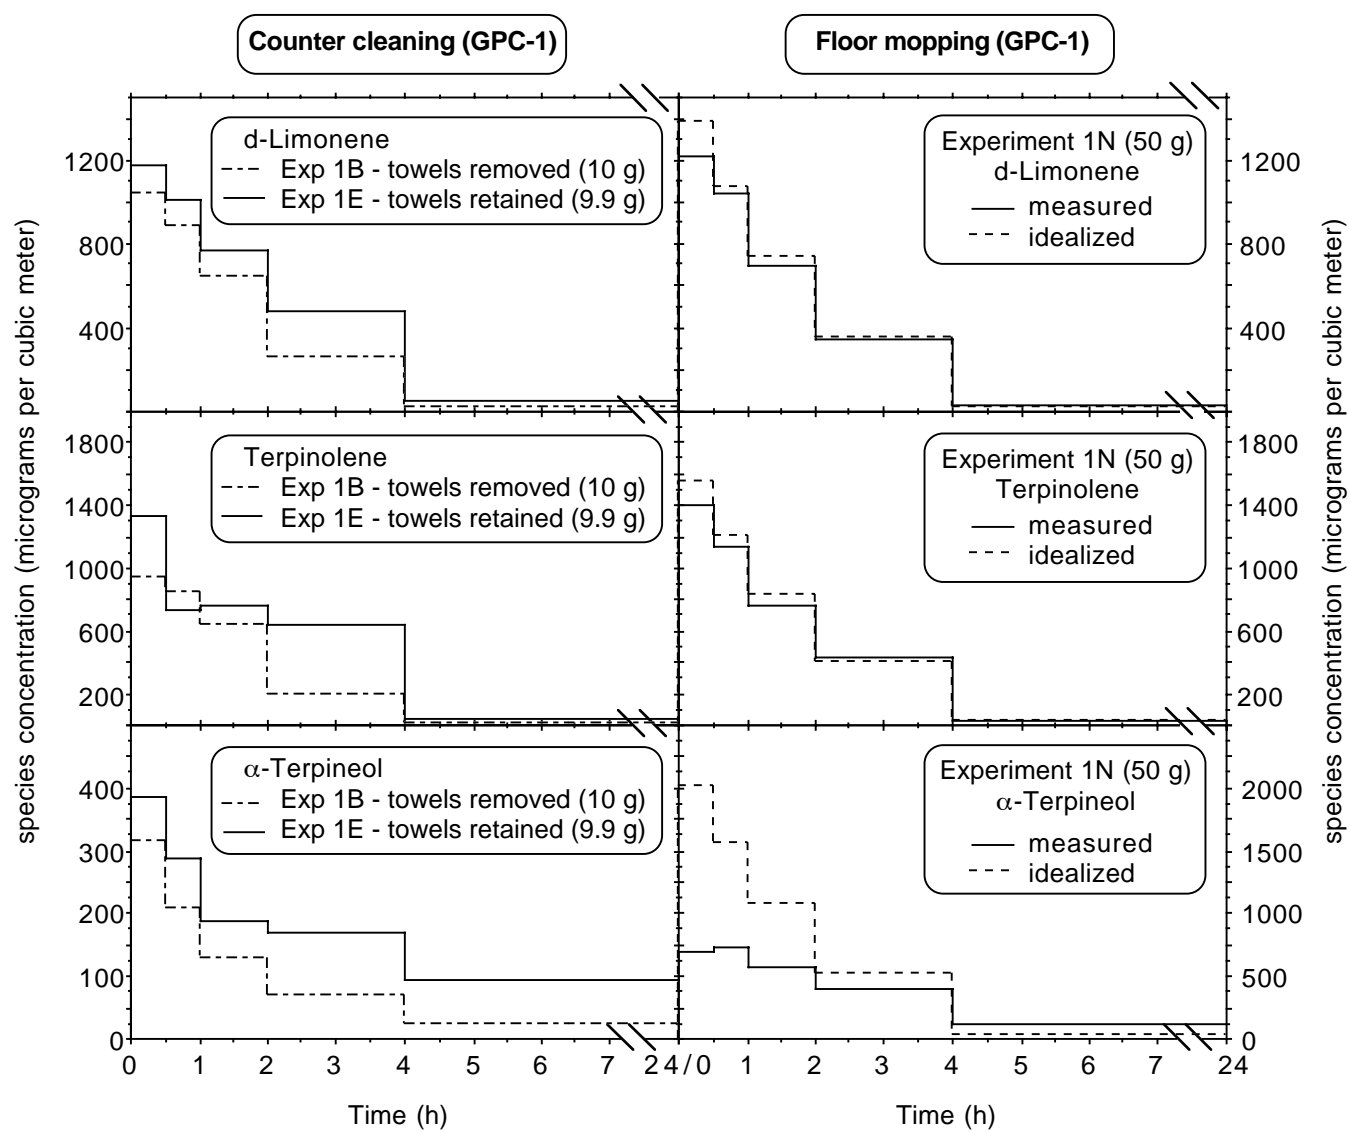 Counter cleaning (GPC-1)
Floor mopping (GPC-1)
species concentration (micrograms per cubic meter)
1200
800
400
d-Limonene
Exp 1B - towels removed (10 g)
Exp 1E - towels retained (9.9 g)
Experiment 1N (50 g)
d-Limonene
measured
idealized
1200
800
400
1800
1400
1000
600
200
Terpinolene
Exp 1B - towels removed (10 g)
Exp 1E - towels retained (9.9 g)
Experiment 1N (50 g)
Terpinolene
measured
idealized
1800
1400
1000
600
200
400
300
200
100
0
α-Terpineol
Exp 1B - towels removed (10 g)
Exp 1E - towels retained (9.9 g)
Experiment 1N (50 g)
α-Terpineol
measured
idealized
2000
1500
1000
500
0
species concentration (micrograms per cubic meter)
0 1 2 3 4 5 6 7 24/0 1 2 3 4 5 6 7 24
Time (h)
Time (h)